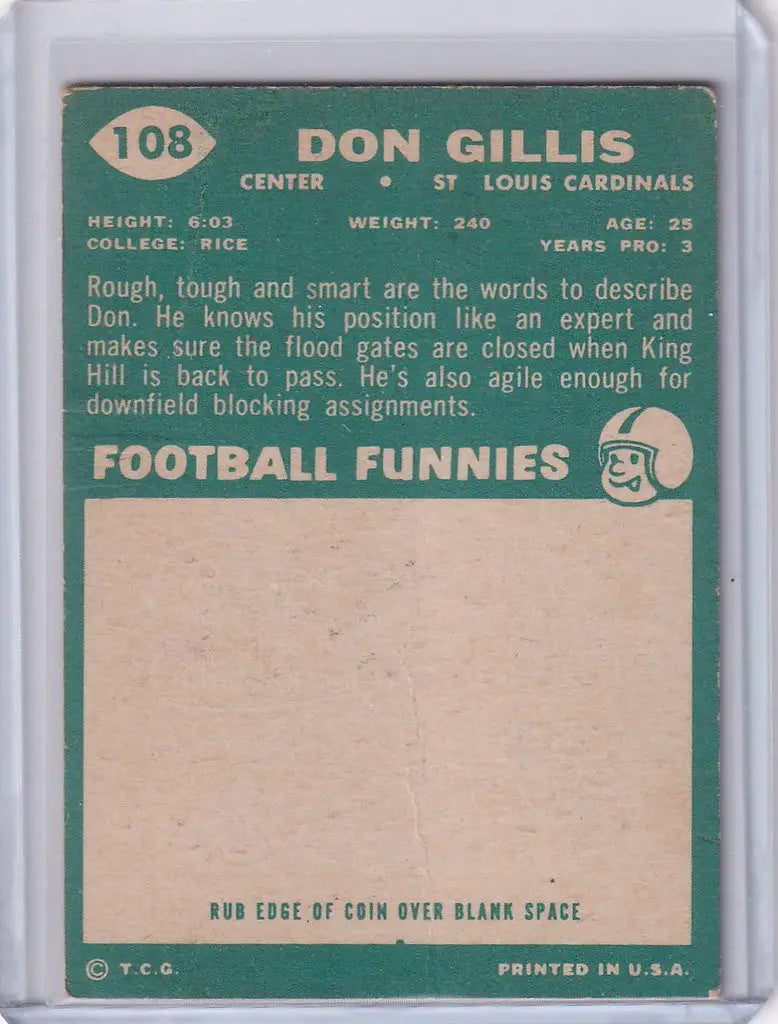 108
DON GILLIS
CENTER • ST LOUIS CARDINALS
HEIGHT: 6:03 WEIGHT: 240 AGE: 25
COLLEGE: RICE YEARS PRO: 3
Rough, tough and smart are the words to describe
Don. He knows his position like an expert and
makes sure the flood gates are closed when King
Hill is back to pass. He's also agile enough for
downfield blocking assignments.
FOOTBALL FUNNIES
RUB EDGE OF COIN OVER BLANK SPACE
© T.C.G. PRINTED IN U.S.A.